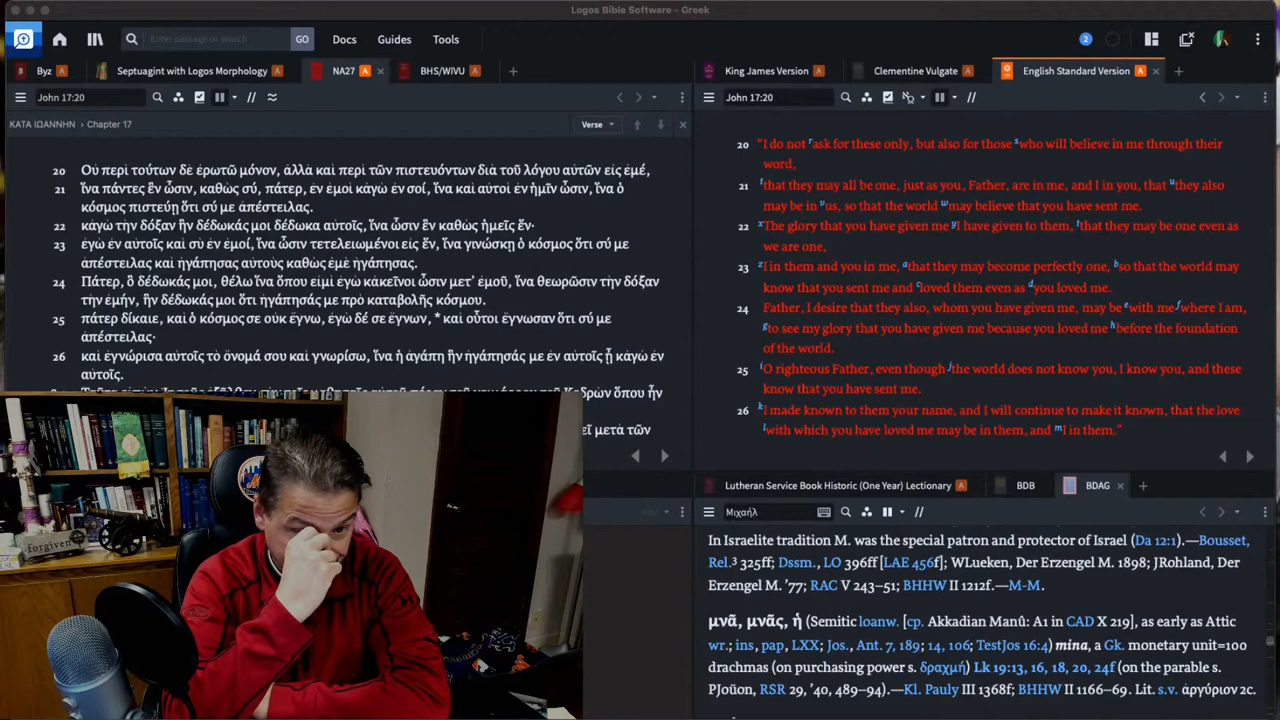 Logos Bible Software - Greek
Enter passage or search GO Docs Guides Tools 2
Byz A Septuagint with Logos Morphology A NA27 A BHS/WIVU A
John 17:20
ΚΑΤΑ ΙΩΑΝΝΗΝ › Chapter 17 Verse
20 Οὐ περὶ τούτων δὲ ἐρωτῶ μόνον, ἀλλὰ καὶ περὶ τῶν πιστευόντων διὰ τοῦ λόγου αὐτῶν εἰς ἐμέ,
21 ἵνα πάντες ἓν ὦσιν, καθὼς σύ, πάτερ, ἐν ἐμοὶ κἀγὼ ἐν σοί, ἵνα καὶ αὐτοὶ ἐν ἡμῖν ὦσιν, ἵνα ὁ
κόσμος πιστεύῃ ὅτι σύ με ἀπέστειλας.
22 κἀγὼ τὴν δόξαν ἣν δέδωκάς μοι δέδωκα αὐτοῖς, ἵνα ὦσιν ἓν καθὼς ἡμεῖς ἕν·
23 ἐγὼ ἐν αὐτοῖς καὶ σὺ ἐν ἐμοί, ἵνα ὦσιν τετελειωμένοι εἰς ἕν, ἵνα γινώσκῃ ὁ κόσμος ὅτι σύ με
ἀπέστειλας καὶ ἠγάπησας αὐτοὺς καθὼς ἐμὲ ἠγάπησας.
24 Πάτερ, ὃ δέδωκάς μοι, θέλω ἵνα ὅπου εἰμὶ ἐγὼ κἀκεῖνοι ὦσιν μετ’ ἐμοῦ, ἵνα θεωρῶσιν τὴν δόξαν
τὴν ἐμήν, ἣν δέδωκάς μοι ὅτι ἠγάπησάς με πρὸ καταβολῆς κόσμου.
25 πάτερ δίκαιε, καὶ ὁ κόσμος σε οὐκ ἔγνω, ἐγὼ δέ σε ἔγνων, * καὶ οὗτοι ἔγνωσαν ὅτι σύ με
ἀπέστειλας·
26 καὶ ἐγνώρισα αὐτοῖς τὸ ὄνομά σου καὶ γνωρίσω, ἵνα ἡ ἀγάπη ἣν ἠγάπησάς με ἐν αὐτοῖς ᾖ κἀγὼ ἐν
αὐτοῖς.
ὅπου ἦν
εῖ μετὰ τῶν
forgiven
King James Version A Clementine Vulgate A English Standard Version A
John 17:20
20 "I do not r ask for these only, but also for those s who will believe in me through their
word,
21 t that they may all be one, just as you, Father, are in me, and I in you, that u they also
may be in v us, so that the world w may believe that you have sent me.
22 x The glory that you have given me y I have given to them, t that they may be one even as
we are one,
23 z I in them and you in me, a that they may become perfectly one, b so that the world may
know that you sent me and c loved them even as d you loved me.
24 Father, I desire that they also, whom you have given me, may be e with me f where I am,
g to see my glory that you have given me because you loved me h before the foundation
of the world.
25 i O righteous Father, even though j the world does not know you, I know you, and these
know that you have sent me.
26 k I made known to them your name, and I will continue to make it known, that the love
l with which you have loved me may be in them, and m I in them."
Lutheran Service Book Historic (One Year) Lectionary A BDB BDAG
Μιχαήλ
In Israelite tradition M. was the special patron and protector of Israel (Da 12:1).—Bousset,
Rel.³ 325ff; Dssm., LO 396ff [LAE 456f]; WLueken, Der Erzengel M. 1898; JRohland, Der
Erzengel M. ’77; RAC V 243–51; BHHW II 1212f.—M-M.
μνᾶ, μνᾶς, ἡ (Semitic loanw. [cp. Akkadian Manû: A1 in CAD X 219], as early as Attic
wr.; ins, pap, LXX; Jos., Ant. 7, 189; 14, 106; TestJos 16:4) mina, a Gk. monetary unit=100
drachmas (on purchasing power s. δραχμή) Lk 19:13, 16, 18, 20, 24f (on the parable s.
PJoüon, RSR 29, ’40, 489–94).—Kl. Pauly III 1368f; BHHW II 1166–69. Lit. s.v. ἀργύριον 2c.